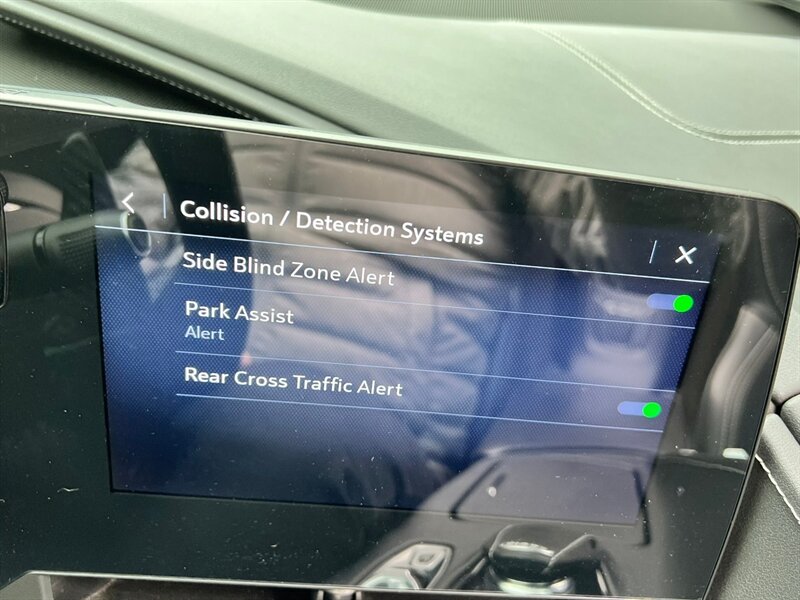 Collision / Detection Systems
Side Blind Zone Alert
Park Assist
Alert
Rear Cross Traffic Alert